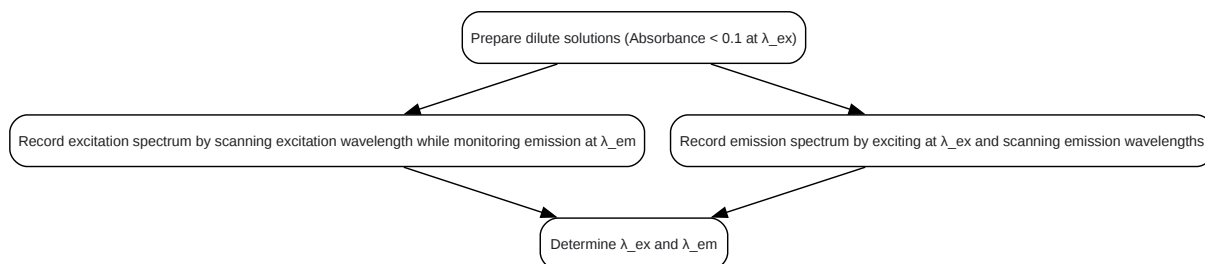 Prepare dilute solutions (Absorbance < 0.1 at λ_ex)
Record excitation spectrum by scanning excitation wavelength while monitoring emission at λ_em
Record emission spectrum by exciting at λ_ex and scanning emission wavelengths
Determine λ_ex and λ_em